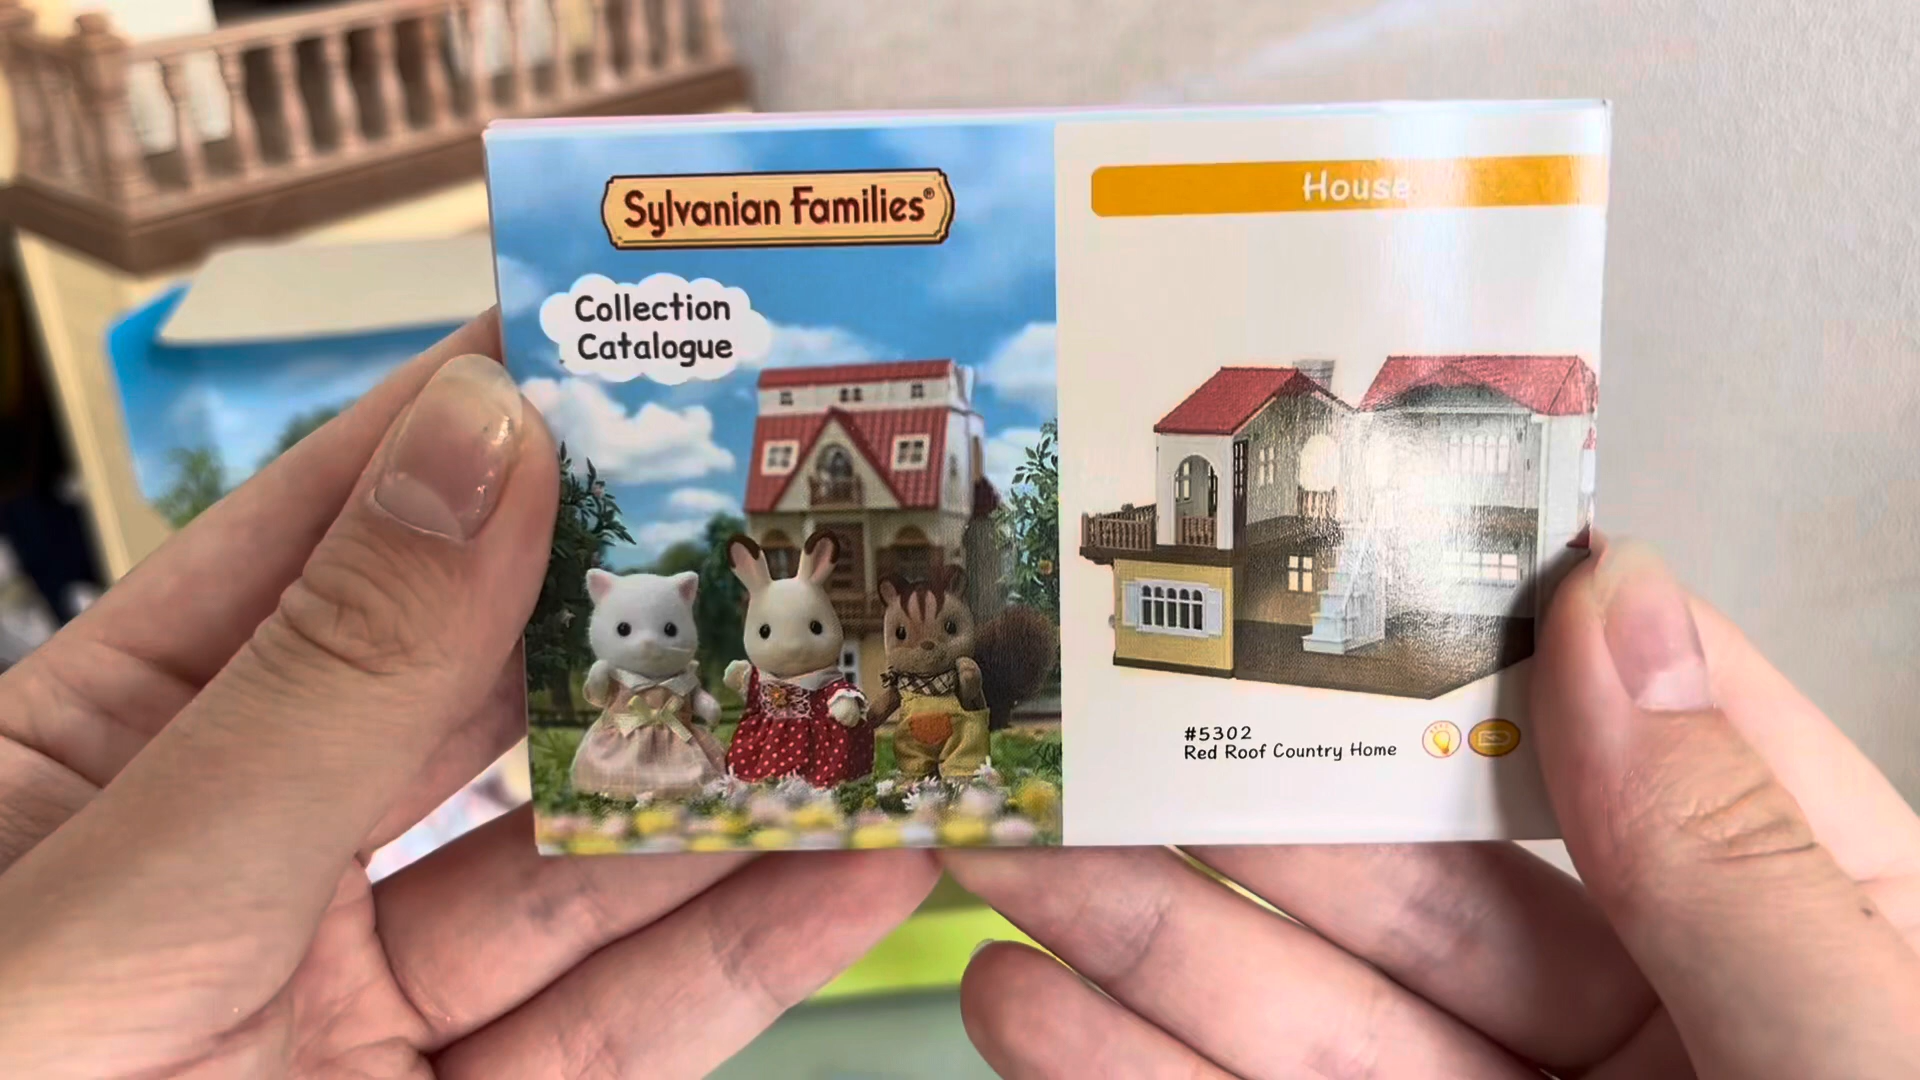 Sylvanian Families®
Collection
Catalogue
House
#5302
Red Roof Country Home